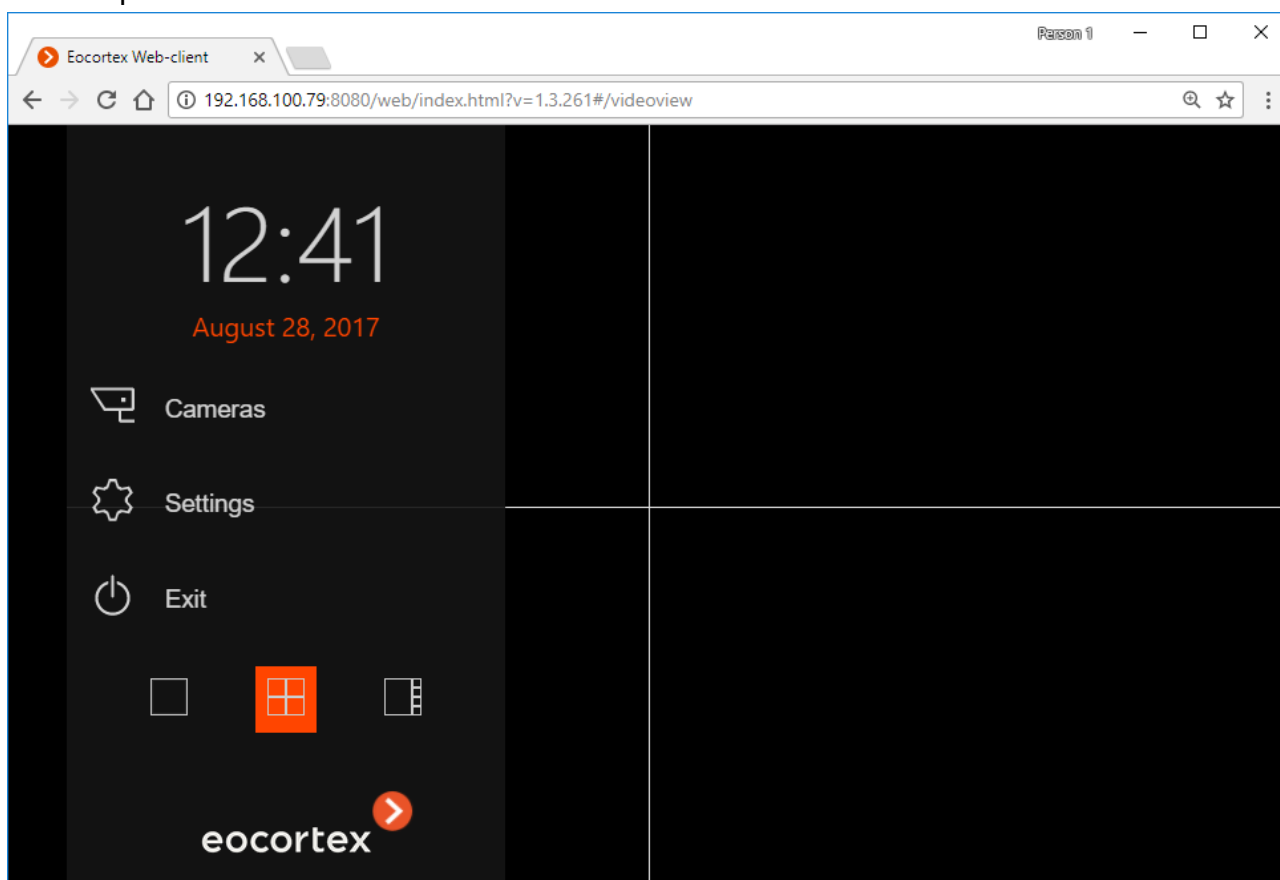 Person 1
Eocortex Web-client
192.168.100.79:8080/web/index.html?v=1.3.261#/videoview
12:41
August 28, 2017
Cameras
Settings
Exit
eocortex